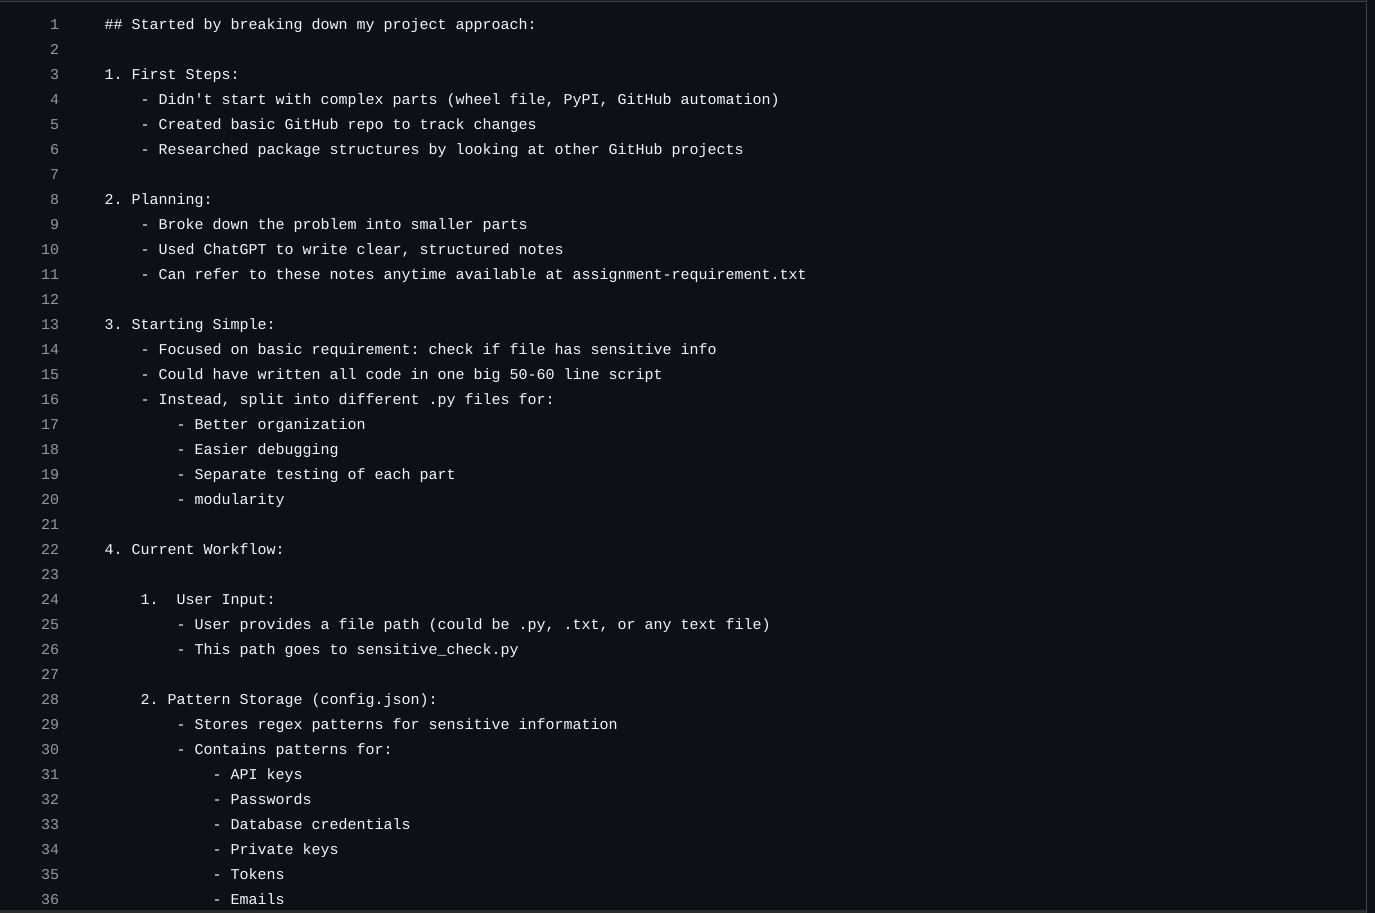 1 ## Started by breaking down my project approach:
2
3 1. First Steps:
4 - Didn't start with complex parts (wheel file, PyPI, GitHub automation)
5 - Created basic GitHub repo to track changes
6 - Researched package structures by looking at other GitHub projects
7
8 2. Planning:
9 - Broke down the problem into smaller parts
10 - Used ChatGPT to write clear, structured notes
11 - Can refer to these notes anytime available at assignment-requirement.txt
12
13 3. Starting Simple:
14 - Focused on basic requirement: check if file has sensitive info
15 - Could have written all code in one big 50-60 line script
16 - Instead, split into different .py files for:
17 - Better organization
18 - Easier debugging
19 - Separate testing of each part
20 - modularity
21
22 4. Current Workflow:
23
24 1.  User Input:
25 - User provides a file path (could be .py, .txt, or any text file)
26 - This path goes to sensitive_check.py
27
28 2. Pattern Storage (config.json):
29 - Stores regex patterns for sensitive information
30 - Contains patterns for:
31 - API keys
32 - Passwords
33 - Database credentials
34 - Private keys
35 - Tokens
36 - Emails